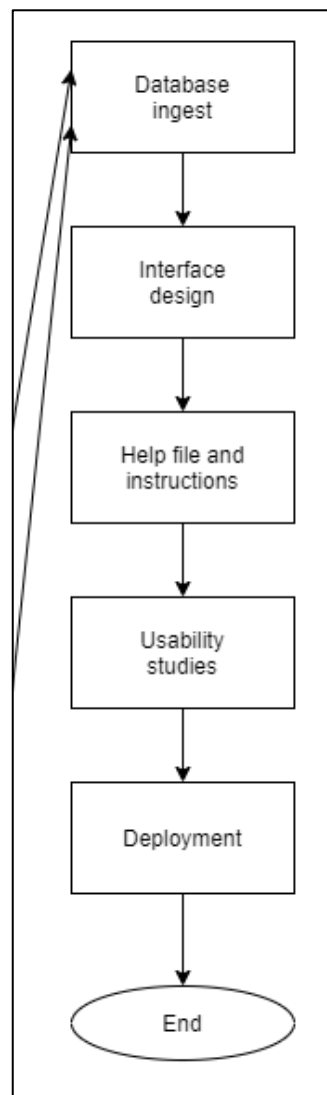 Database
ingest
Interface
design
Help file and
instructions
Usability
studies
Deployment
End